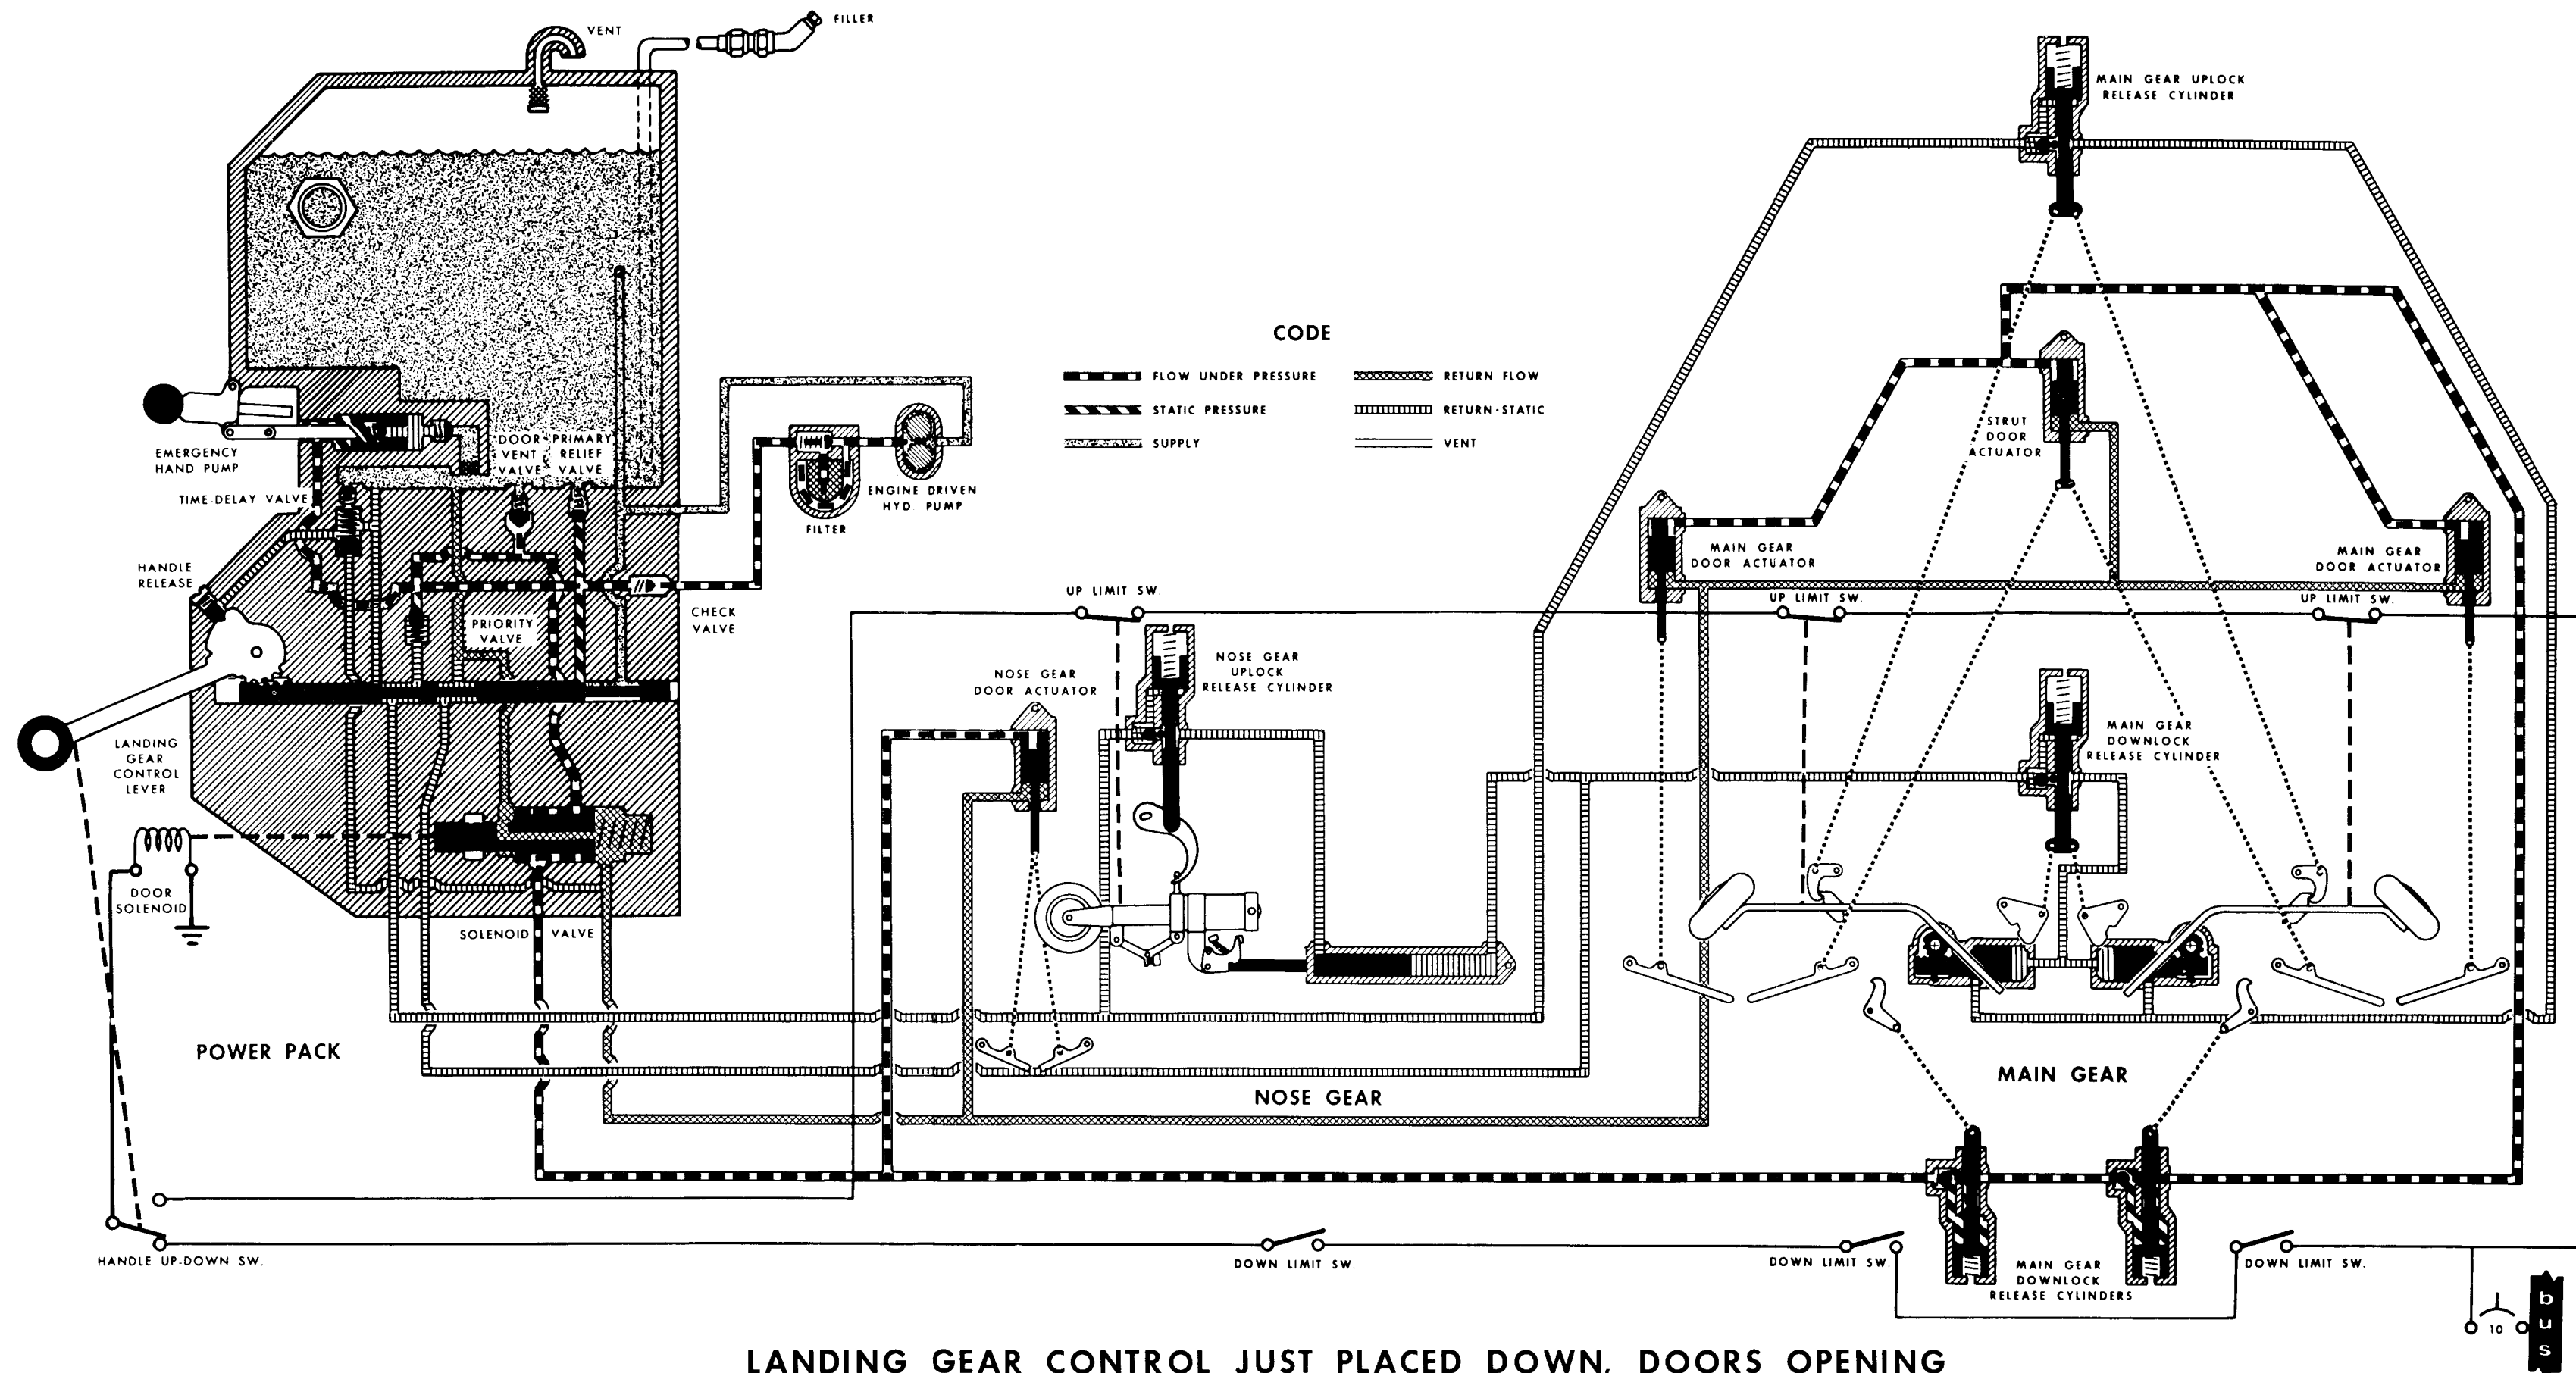 VENT
FILLER
MAIN GEAR UPLOCK
RELEASE CYLINDER
CODE
FLOW UNDER PRESSURE
RETURN FLOW
STATIC PRESSURE
RETURN-STATIC
SUPPLY
VENT
EMERGENCY
HAND PUMP
DOOR
VENT
VALVE
PRIMARY
RELIEF
VALVE
TIME-DELAY VALVE
ENGINE DRIVEN
HYD. PUMP
FILTER
STRUT
DOOR
ACTUATOR
MAIN GEAR
DOOR ACTUATOR
MAIN GEAR
DOOR ACTUATOR
HANDLE
RELEASE
PRIORITY
VALVE
CHECK
VALVE
UP LIMIT SW.
UP LIMIT SW.
UP LIMIT SW.
NOSE GEAR
DOOR ACTUATOR
NOSE GEAR
UPLOCK
RELEASE CYLINDER
MAIN GEAR
DOWNLOCK
RELEASE CYLINDER
LANDING
GEAR
CONTROL
LEVER
DOOR
SOLENOID
SOLENOID VALVE
POWER PACK
NOSE GEAR
MAIN GEAR
HANDLE UP-DOWN SW.
DOWN LIMIT SW.
DOWN LIMIT SW.
MAIN GEAR
DOWNLOCK
RELEASE CYLINDERS
DOWN LIMIT SW.
10
bus
LANDING GEAR CONTROL JUST PLACED DOWN, DOORS OPENING